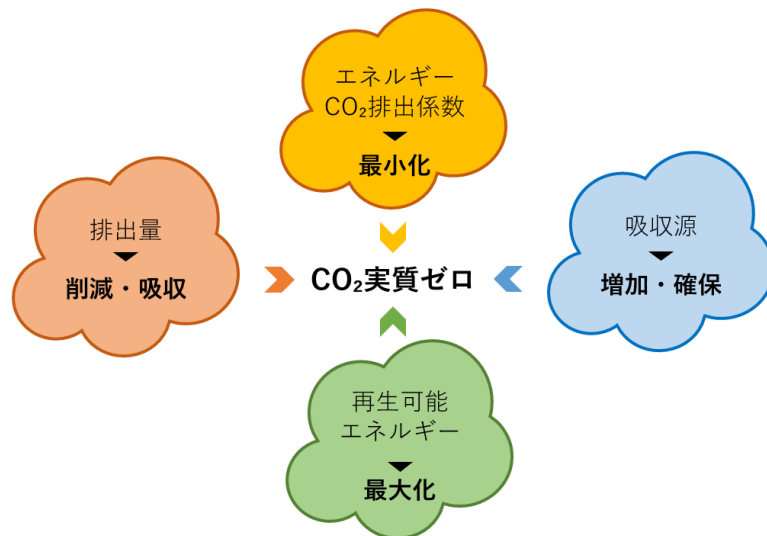 エネルギー
CO₂排出係数
最小化
排出量
削減・吸収
CO₂実質ゼロ
吸収源
増加・確保
再生可能
エネルギー
最大化